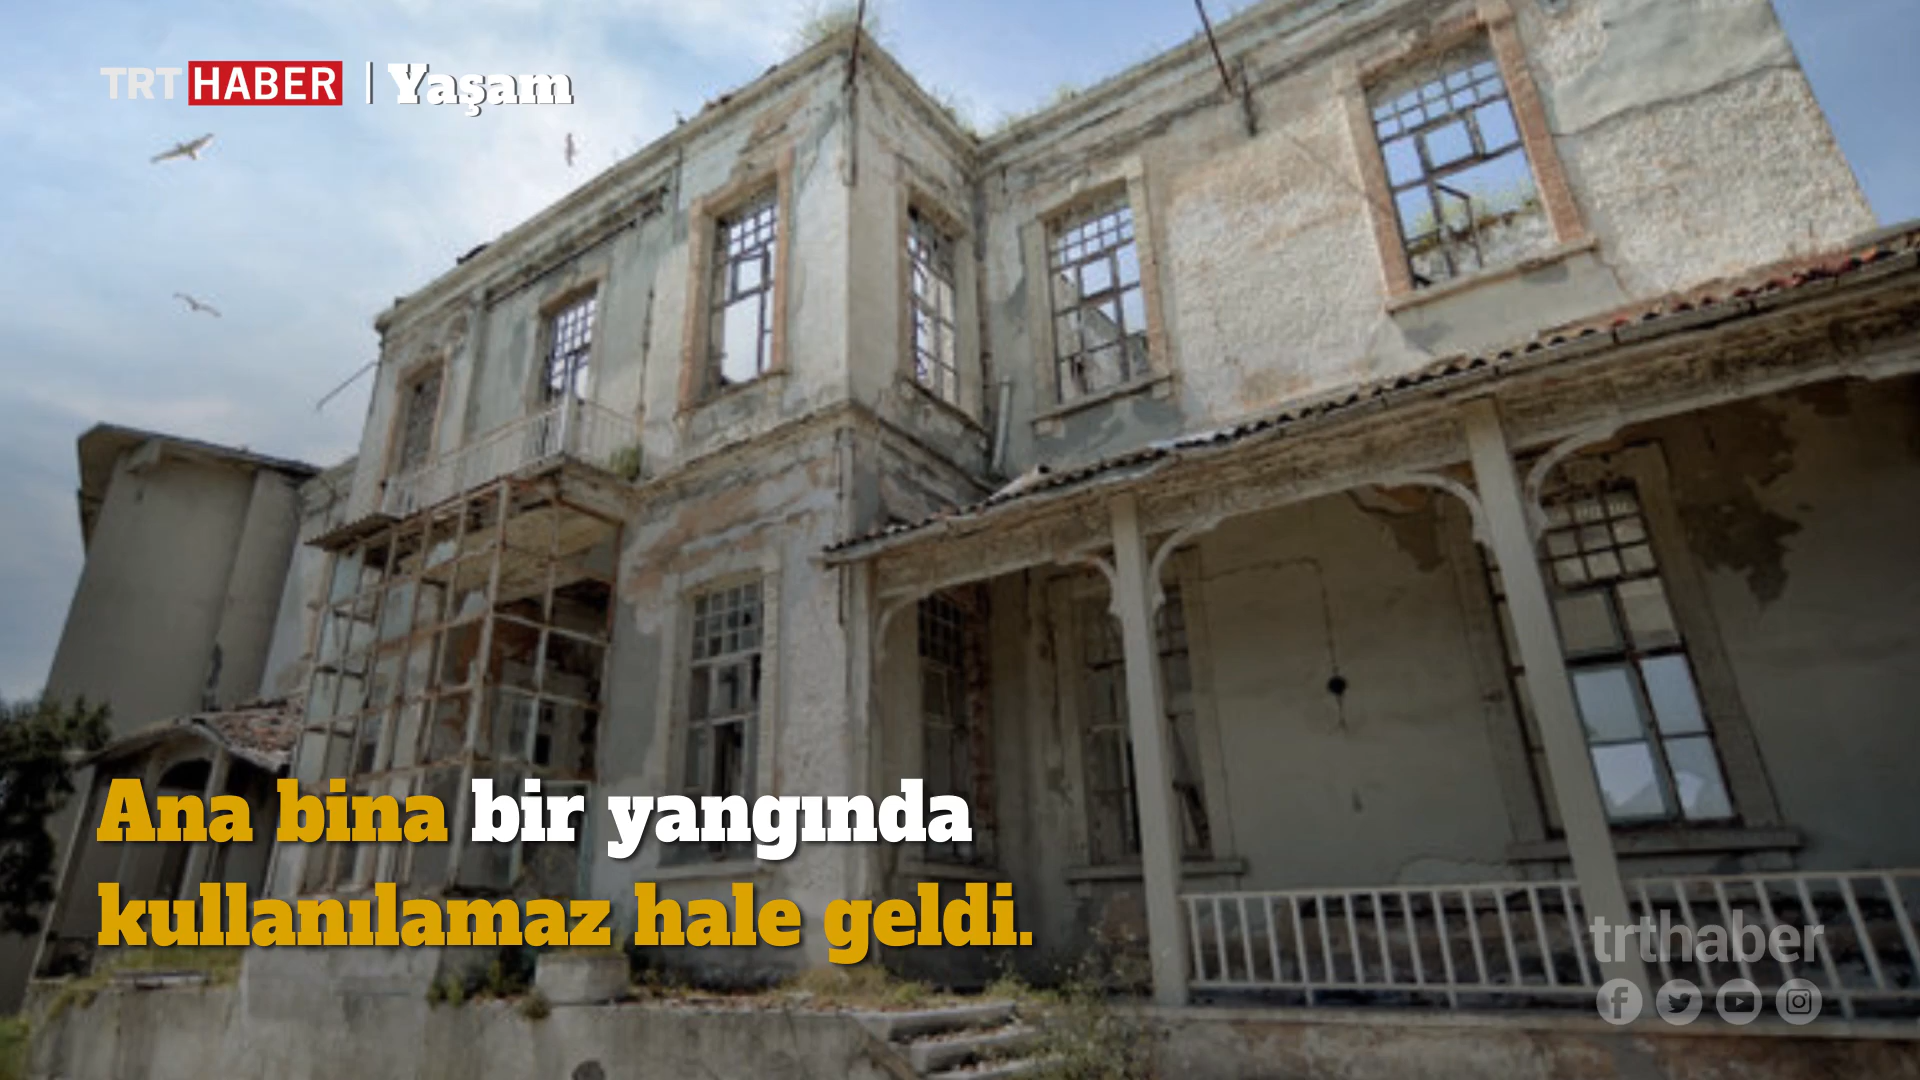 TRT HABER | Yaşam
Ana bina bir yangında
kullanılamaz hale geldi.
trthaber